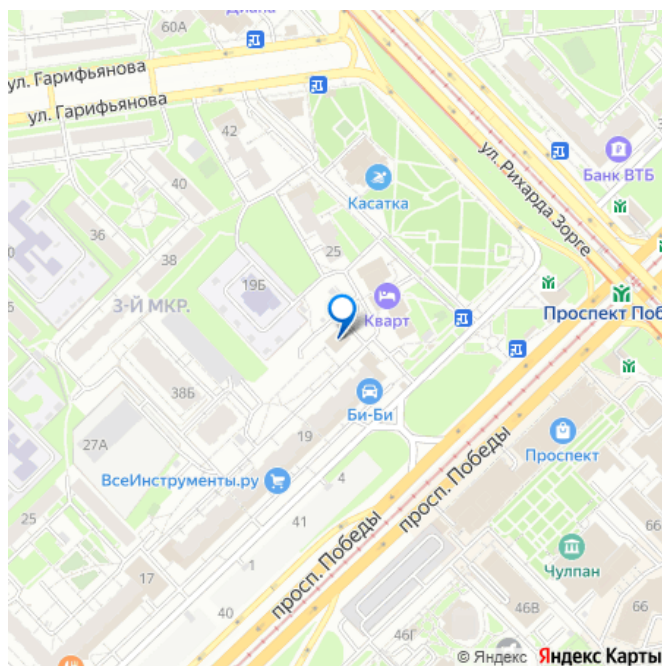 60А
Диана
ул. Гарифьянова
ул. Гарифьянова
42
ул. Рихарда Зорге
Банк ВТБ
40
Касатка
36
25
38
19Б
3-Й МКР.
Кварт
Проспект Поб
38Б
Би-Би
27А
19
просп. Победы
Проспект
ВсеИнструменты.ру
4
25
41
просп. Победы
Чулпан
17
1
40
46В
66
46Г
© Яндекс Яндекс Карты